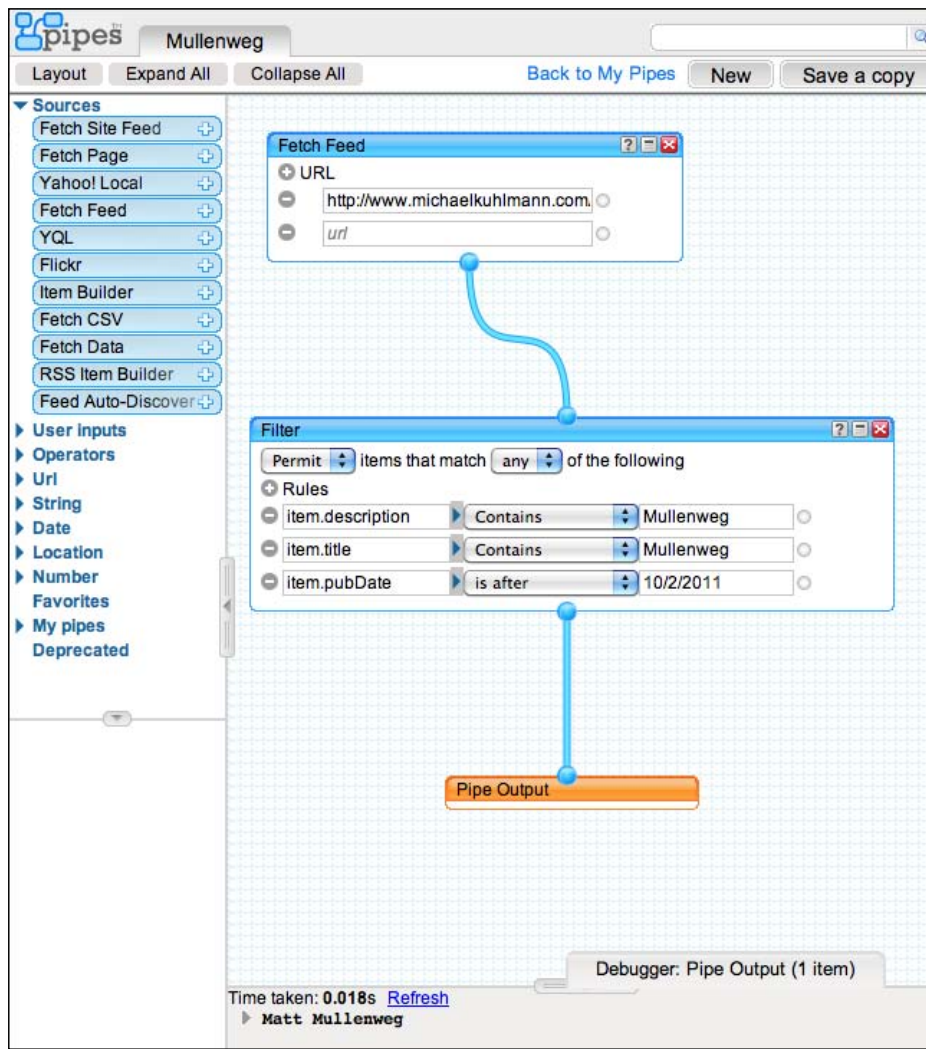 pipes
Mullenweg
Layout Expand All Collapse All Back to My Pipes New Save a copy
Sources
Fetch Site Feed
Fetch Page
Yahoo! Local
Fetch Feed
YQL
Flickr
Item Builder
Fetch CSV
Fetch Data
RSS Item Builder
Feed Auto-Discover
User inputs
Operators
Url
String
Date
Location
Number
Favorites
My pipes
Deprecated
Fetch Feed ?
URL
http://www.michaelkuhlmann.com.
url
Filter ?
Permit items that match any of the following
Rules
item.description Contains Mullenweg
item.title Contains Mullenweg
item.pubDate is after 10/2/2011
Pipe Output
Debugger: Pipe Output (1 item)
Time taken: 0.018s Refresh
Matt Mullenweg